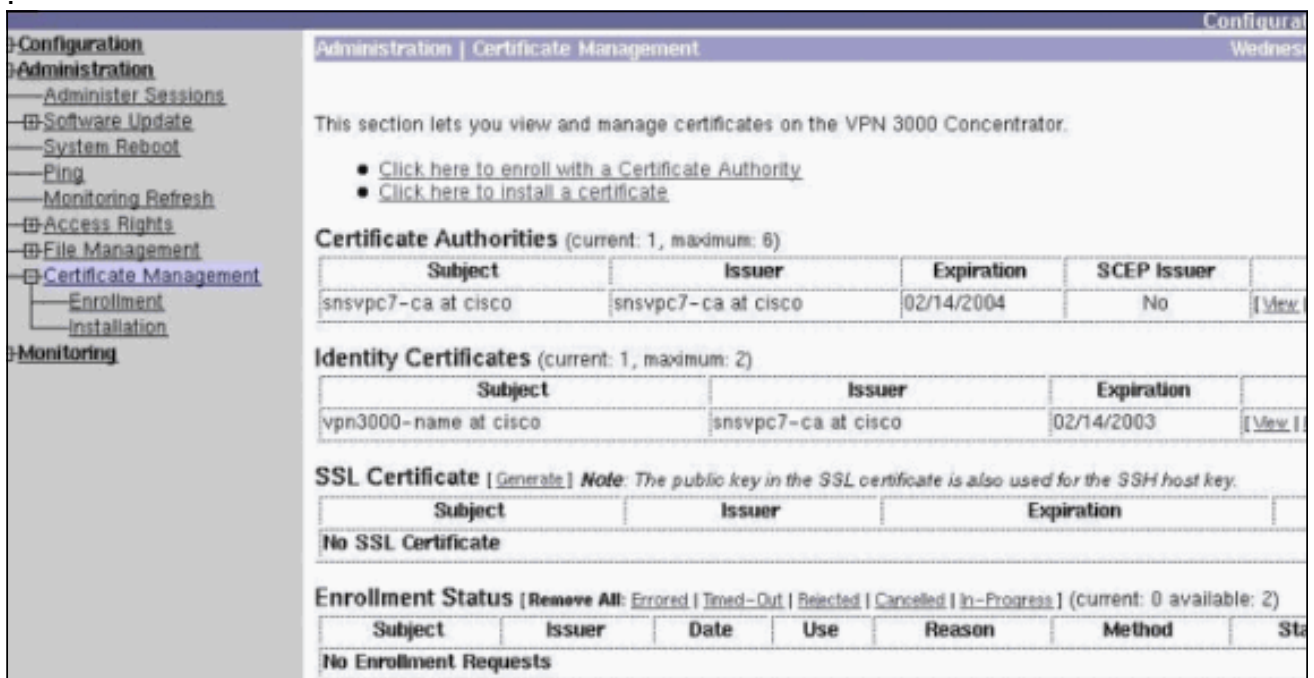 Configurat
Configuration
Administration
Administer Sessions
Software Update
System Reboot
Ping
Monitoring Refresh
Access Rights
File Management
Certificate Management
Enrollment
Installation
Monitoring
Administration | Certificate Management
Wednes
This section lets you view and manage certificates on the VPN 3000 Concentrator.
Click here to enroll with a Certificate Authority
Click here to install a certificate
Certificate Authorities (current: 1, maximum: 6)
Subject Issuer Expiration SCEP Issuer
snsvpc7-ca at cisco snsvpc7-ca at cisco 02/14/2004 No [ View |
Identity Certificates (current: 1, maximum: 2)
Subject Issuer Expiration
vpn3000-name at cisco snsvpc7-ca at cisco 02/14/2003 [ View |
SSL Certificate [ Generate ] Note: The public key in the SSL certificate is also used for the SSH host key.
Subject Issuer Expiration
No SSL Certificate
Enrollment Status [ Remove All: Errored | Timed-Out | Rejected | Cancelled | In-Progress ] (current: 0 available: 2)
Subject Issuer Date Use Reason Method Sta
No Enrollment Requests